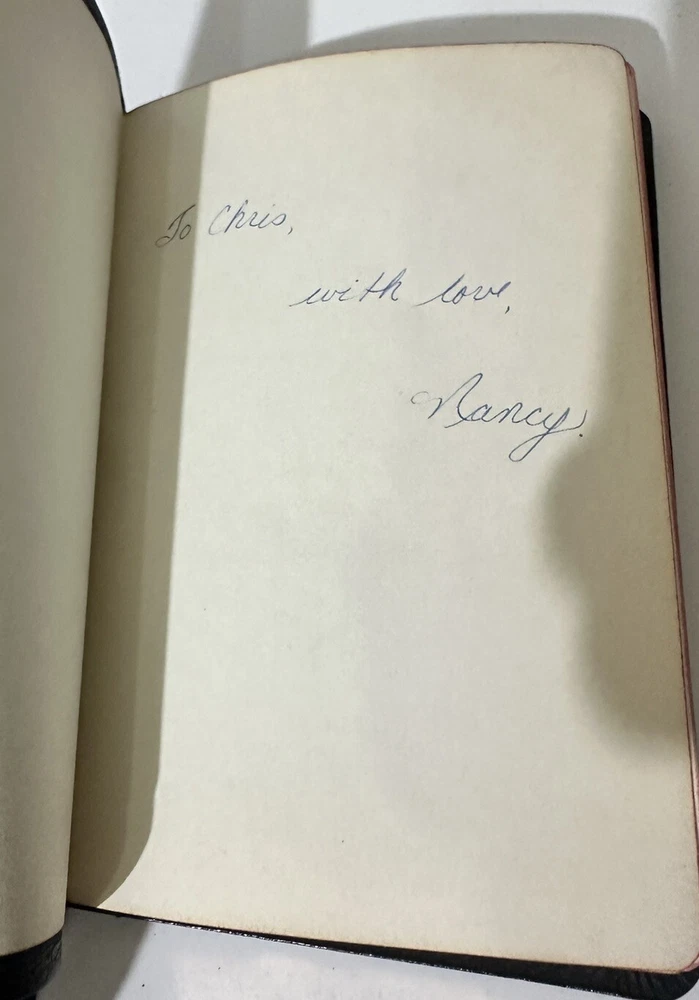 To Chris,
with love,
Nancy.